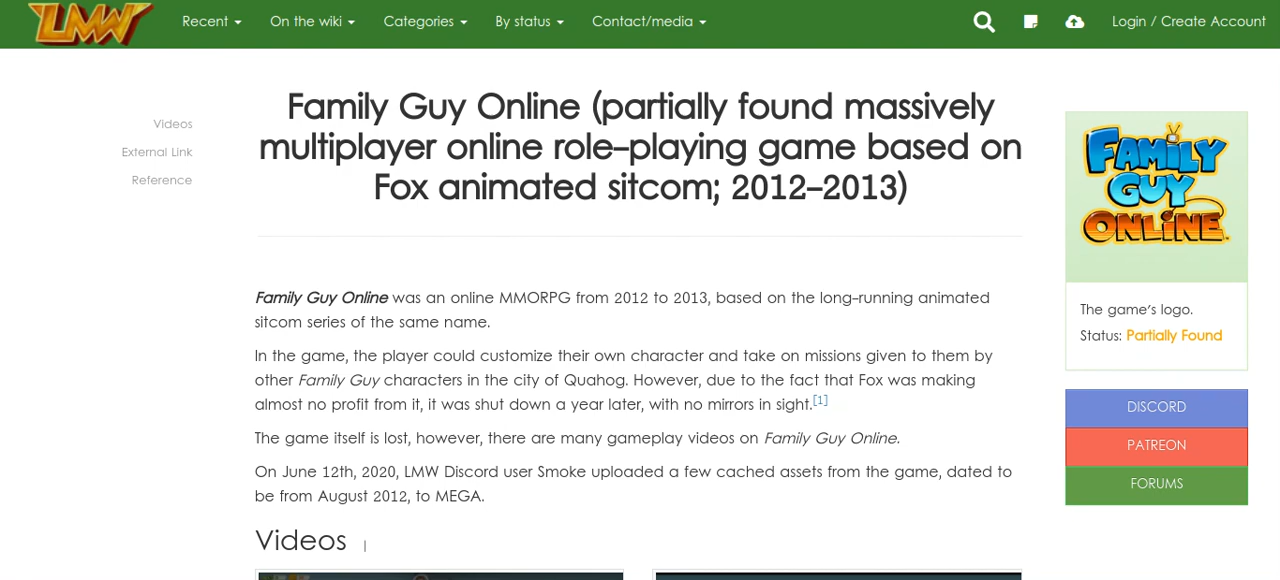 LMW
Recent
On the wiki
Categories
By status
Contact/media
Login / Create Account
Videos
External Link
Reference
Family Guy Online (partially found massively
multiplayer online role-playing game based on
Fox animated sitcom; 2012–2013)
Family Guy Online was an online MMORPG from 2012 to 2013, based on the long-running animated
sitcom series of the same name.
In the game, the player could customize their own character and take on missions given to them by
other Family Guy characters in the city of Quahog. However, due to the fact that Fox was making
almost no profit from it, it was shut down a year later, with no mirrors in sight.[1]
The game itself is lost, however, there are many gameplay videos on Family Guy Online.
On June 12th, 2020, LMW Discord user Smoke uploaded a few cached assets from the game, dated to
be from August 2012, to MEGA.
Videos
FAMILY
GUY
ONLINE
The game's logo.
Status: Partially Found
DISCORD
PATREON
FORUMS